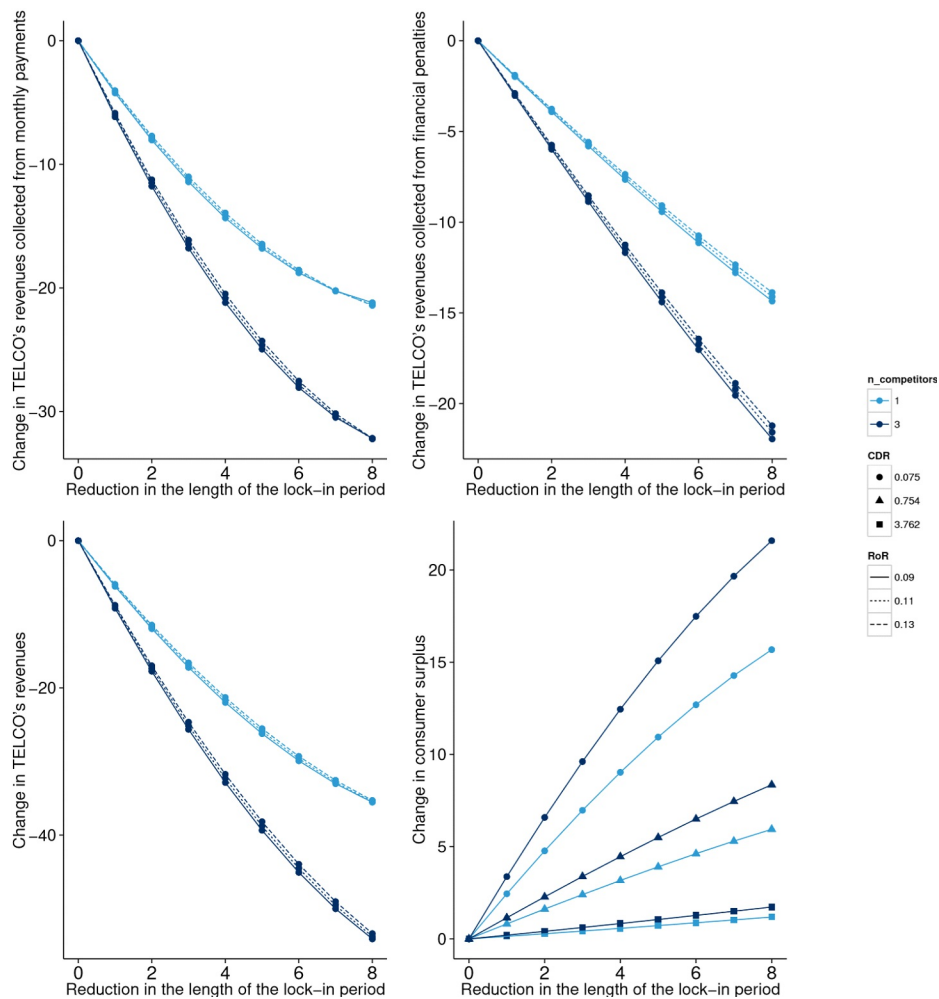 Change in TELCO's revenues collected from monthly payments
0
−10
−20
−30
0 2 4 6 8
Reduction in the length of the lock−in period
Change in TELCO's revenues collected from financial penalties
0
−5
−10
−15
−20
0 2 4 6 8
Reduction in the length of the lock−in period
Change in TELCO's revenues
0
−20
−40
0 2 4 6 8
Reduction in the length of the lock−in period
Change in consumer surplus
20
15
10
5
0
0 2 4 6 8
Reduction in the length of the lock−in period
n_competitors
1
3
CDR
0.075
0.754
3.762
RoR
0.09
0.11
0.13